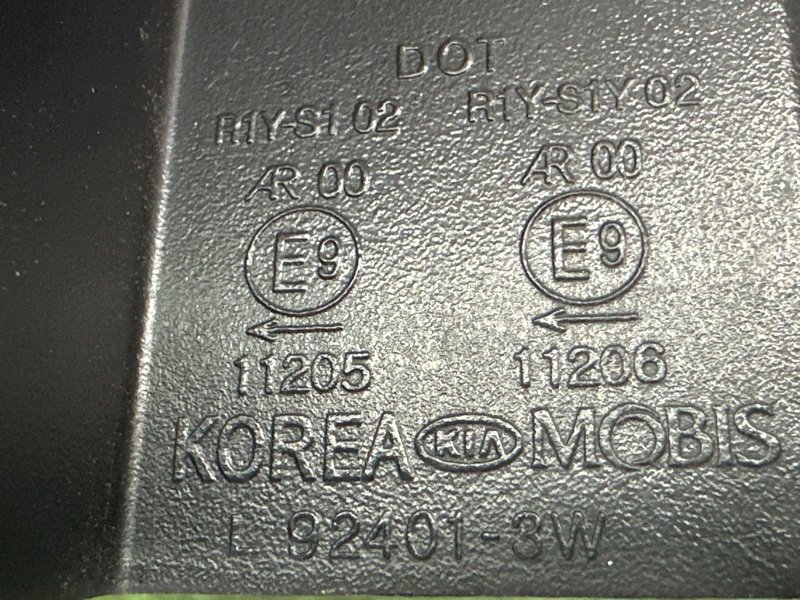 DOT
R1Y-S1 02 R1Y-S1Y 02
AR 00 AR 00
E9 E9
11205 11206
KOREA KIA MOBIS
L 92401-3W